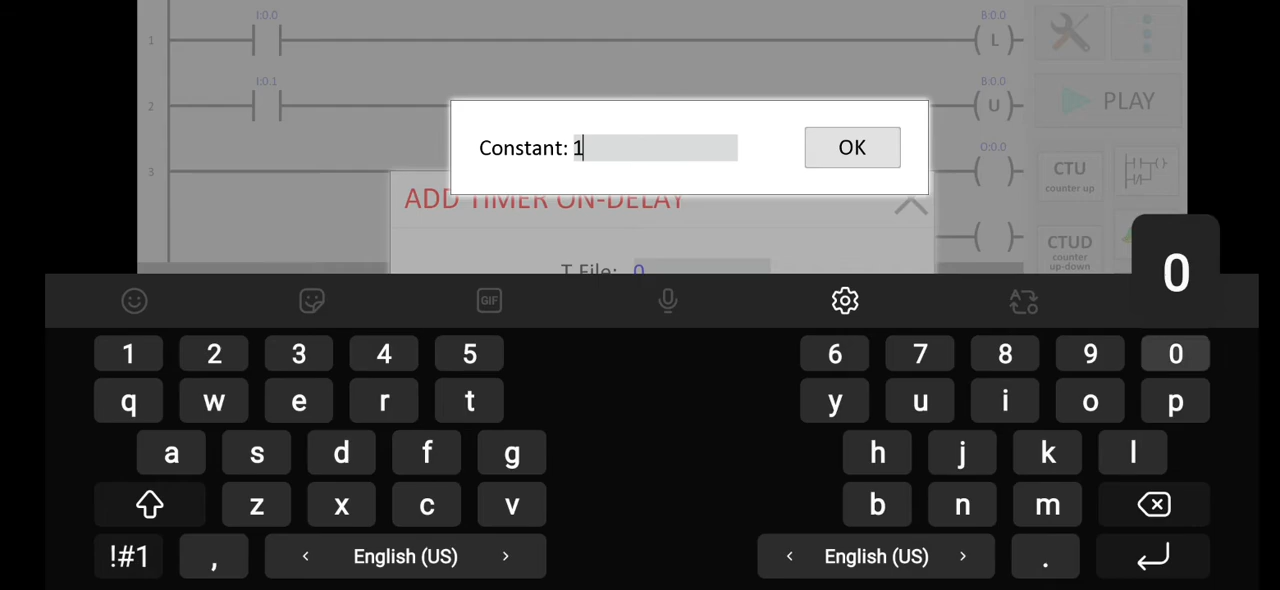 I:0.0
B:0.0
1
L
I:0.1
B:0.0
2
U
PLAY
Constant: 1
OK
O:0.0
3
CTU
counter up
ADD TIMER ON-DELAY
CTUD
counter
up-down
T File: 0
0
GIF
1 2 3 4 5 6 7 8 9 0
q w e r t y u i o p
a s d f g h j k l
z x c v b n m
!#1 , < English (US) > < English (US) > .